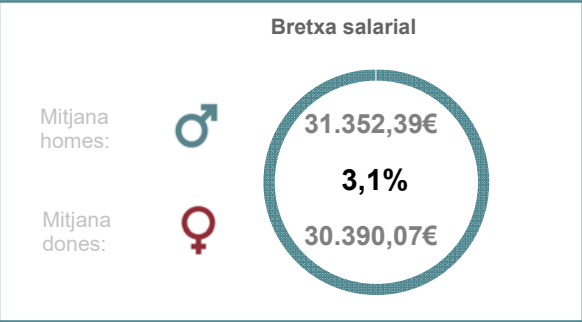 Bretxa salarial
Mitjana
homes:
31.352,39€
3,1%
Mitjana
dones:
30.390,07€